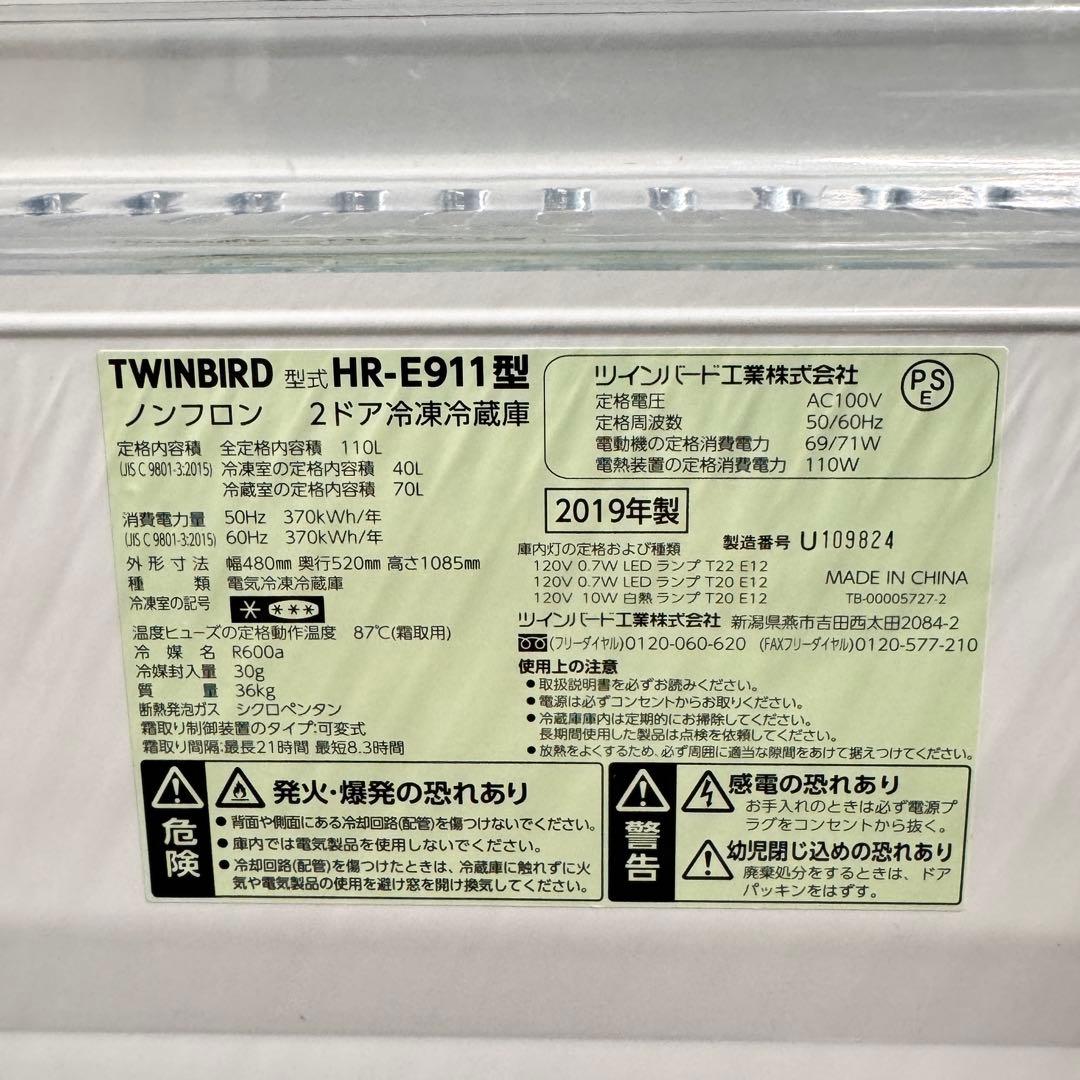 TWINBIRD 型式 HR-E911型
ノンフロン 2ドア冷凍冷蔵庫
定格内容積 全定格内容積 110L
(JIS C 9801-3:2015) 冷凍室の定格内容積 40L
冷蔵室の定格内容積 70L
消費電力量 50Hz 370kWh/年
(JIS C 9801-3:2015) 60Hz 370kWh/年
外形寸法 幅480mm 奥行520mm 高さ1085mm
種類 電気冷凍冷蔵庫
冷凍室の記号
温度ヒューズの定格動作温度 87℃(霜取用)
冷媒名 R600a
冷媒封入量 30g
質量 36kg
断熱発泡ガス シクロペンタン
霜取り制御装置のタイプ:可変式
霜取り間隔:最長21時間 最短8.3時間
ツインバード工業株式会社
PSE
定格電圧 AC100V
定格周波数 50/60Hz
電動機の定格消費電力 69/71W
電熱装置の定格消費電力 110W
2019年製
製造番号 U109824
庫内灯の定格および種類
120V 0.7W LED ランプ T22 E12
120V 0.7W LED ランプ T20 E12
120V 10W 白熱 ランプ T20 E12
MADE IN CHINA
TB-00005727-2
ツインバード工業株式会社 新潟県燕市吉田西太田2084-2
(フリーダイヤル)0120-060-620 (FAXフリーダイヤル)0120-577-210
使用上の注意
●取扱説明書を必ずお読みください。
●電源は必ずコンセントからお取りください。
●冷蔵庫庫内は定期的にお掃除してください。
長期間使用した製品は点検を依頼してください。
●放熱をよくするため、必ず周囲に適当な隙間をあけて据えつけてください。
危険
発火・爆発の恐れあり
●背面や側面にある冷却回路(配管)を傷つけないでください。
●庫内では電気製品を使用しないでください。
●冷却回路(配管)を傷つけたときは、冷蔵庫に触れずに火
気や電気製品の使用を避け窓を開け換気してください。
警告
感電の恐れあり
お手入れのときは必ず電源プ
ラグをコンセントから抜く。
幼児閉じ込めの恐れあり
廃棄処分をするときは、ドア
パッキンをはずす。